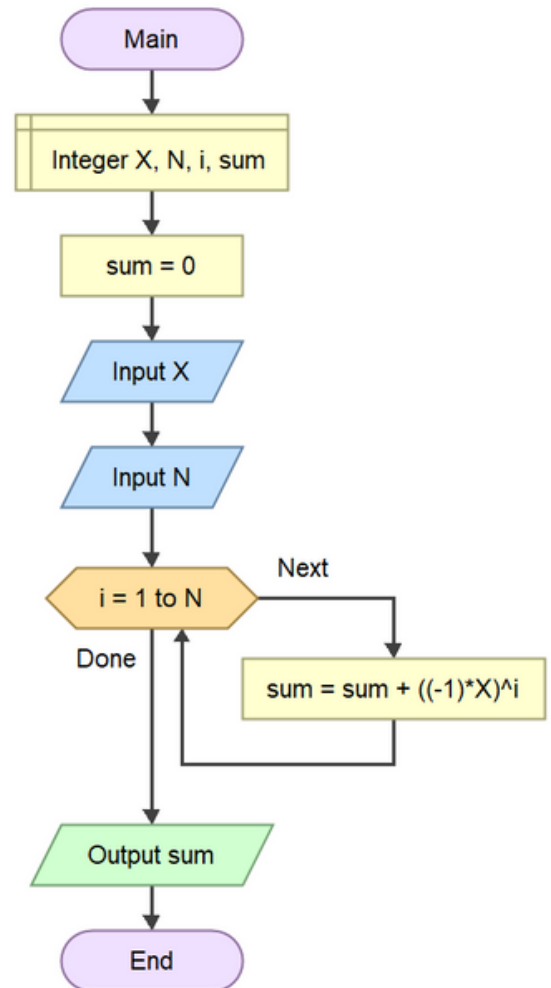 Main
Integer X, N, i, sum
sum = 0
Input X
Input N
i = 1 to N
Next
Done
sum = sum + ((-1)*X)^i
Output sum
End